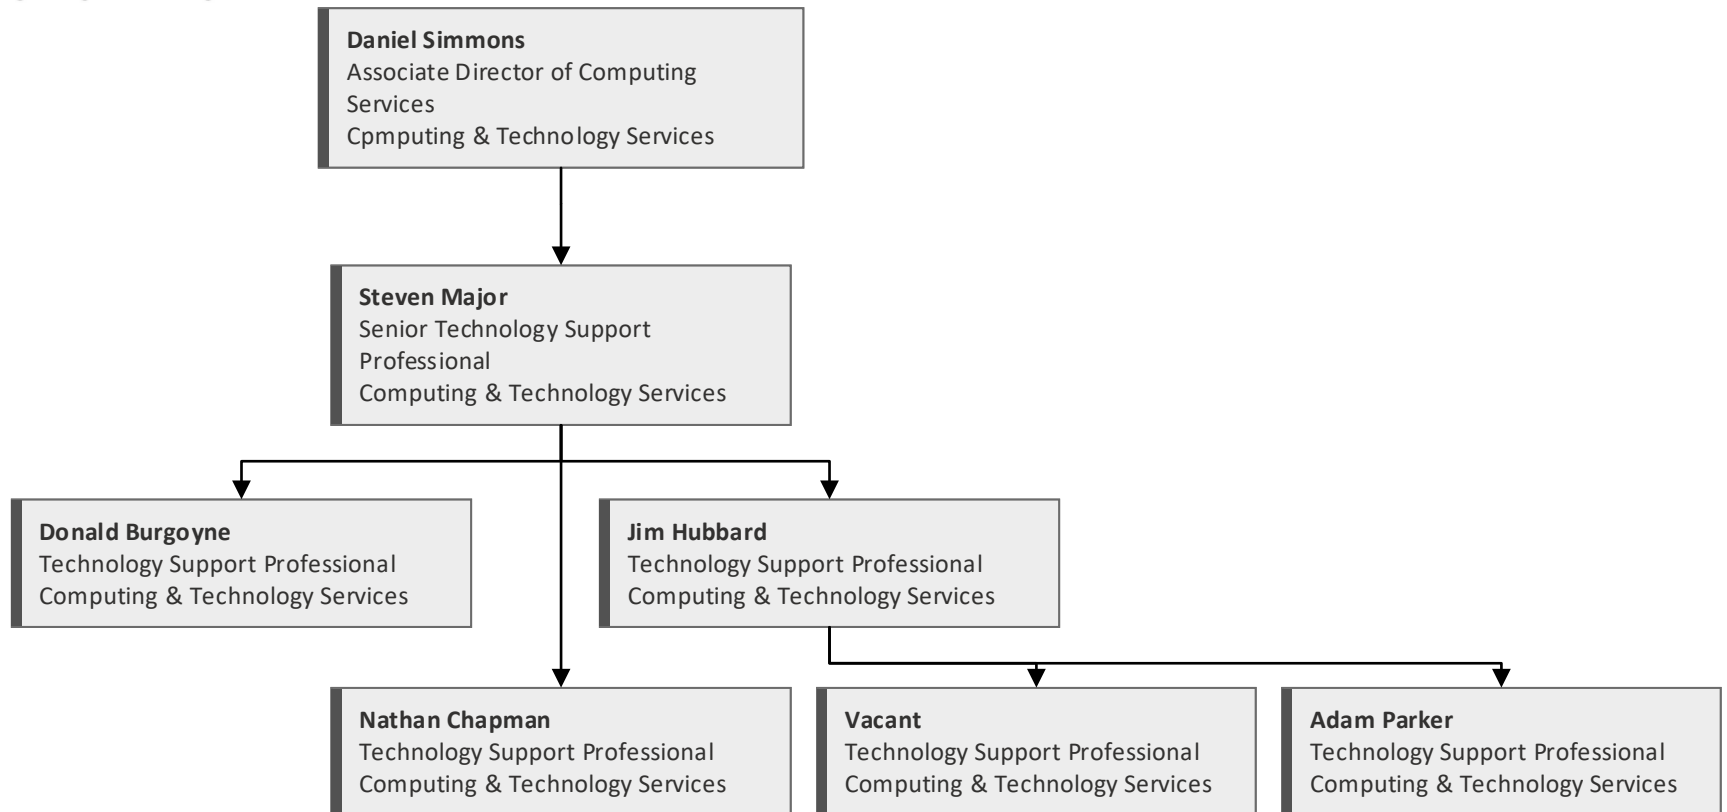 Daniel Simmons
Associate Director of Computing
Services
Cpmputing & Technology Services
Steven Major
Senior Technology Support
Professional
Computing & Technology Services
Donald Burgoyne
Technology Support Professional
Computing & Technology Services
Jim Hubbard
Technology Support Professional
Computing & Technology Services
Nathan Chapman
Technology Support Professional
Computing & Technology Services
Vacant
Technology Support Professional
Computing & Technology Services
Adam Parker
Technology Support Professional
Computing & Technology Services